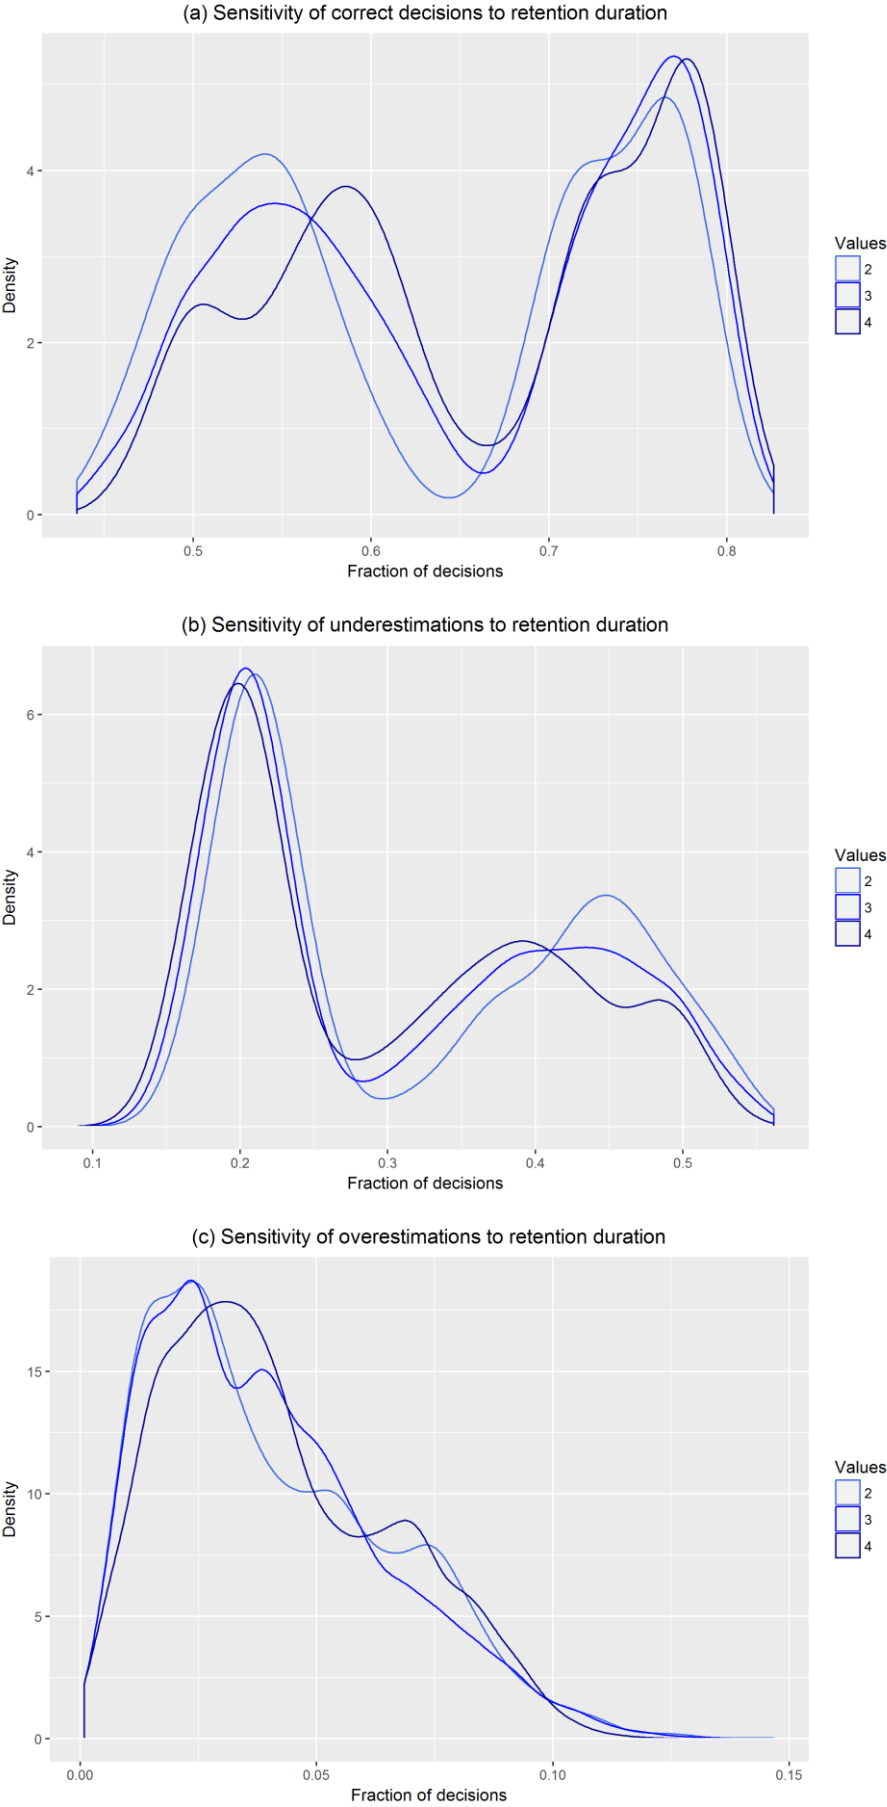 (a) Sensitivity of correct decisions to retention duration
4
2
0
Density
0.5 0.6 0.7 0.8
Fraction of decisions
Values
2
3
4
(b) Sensitivity of underestimations to retention duration
6
4
2
0
Density
0.1 0.2 0.3 0.4 0.5
Fraction of decisions
Values
2
3
4
(c) Sensitivity of overestimations to retention duration
15
10
5
0
Density
0.00 0.05 0.10 0.15
Fraction of decisions
Values
2
3
4